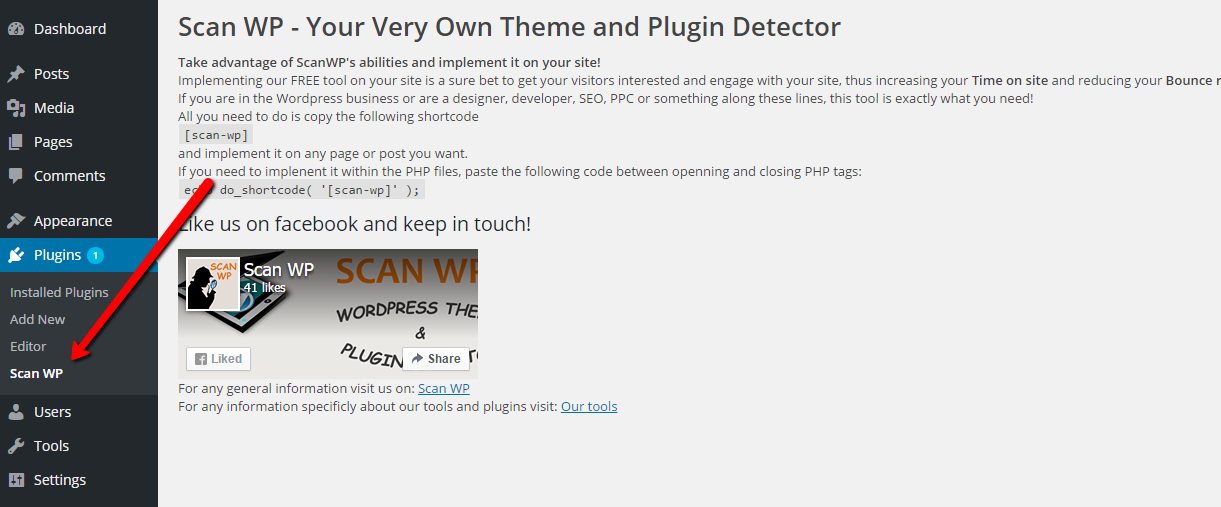 Dashboard
Posts
Media
Pages
Comments
Appearance
Plugins 1
Installed Plugins
Add New
Editor
Scan WP
Users
Tools
Settings
Scan WP - Your Very Own Theme and Plugin Detector
Take advantage of ScanWP's abilities and implement it on your site!
Implementing our FREE tool on your site is a sure bet to get your visitors interested and engage with your site, thus increasing your Time on site and reducing your Bounce r
If you are in the Wordpress business or are a designer, developer, SEO, PPC or something along these lines, this tool is exactly what you need!
All you need to do is copy the following shortcode
[scan-wp]
and implement it on any page or post you want.
If you need to implenent it within the PHP files, paste the following code between openning and closing PHP tags:
echo do_shortcode( '[scan-wp]' );
Like us on facebook and keep in touch!
SCAN WP
Scan WP
41 likes
SCAN WP
WORDPRESS THE
&
PLUGIN
Liked
Share
For any general information visit us on: Scan WP
For any information specificly about our tools and plugins visit: Our tools